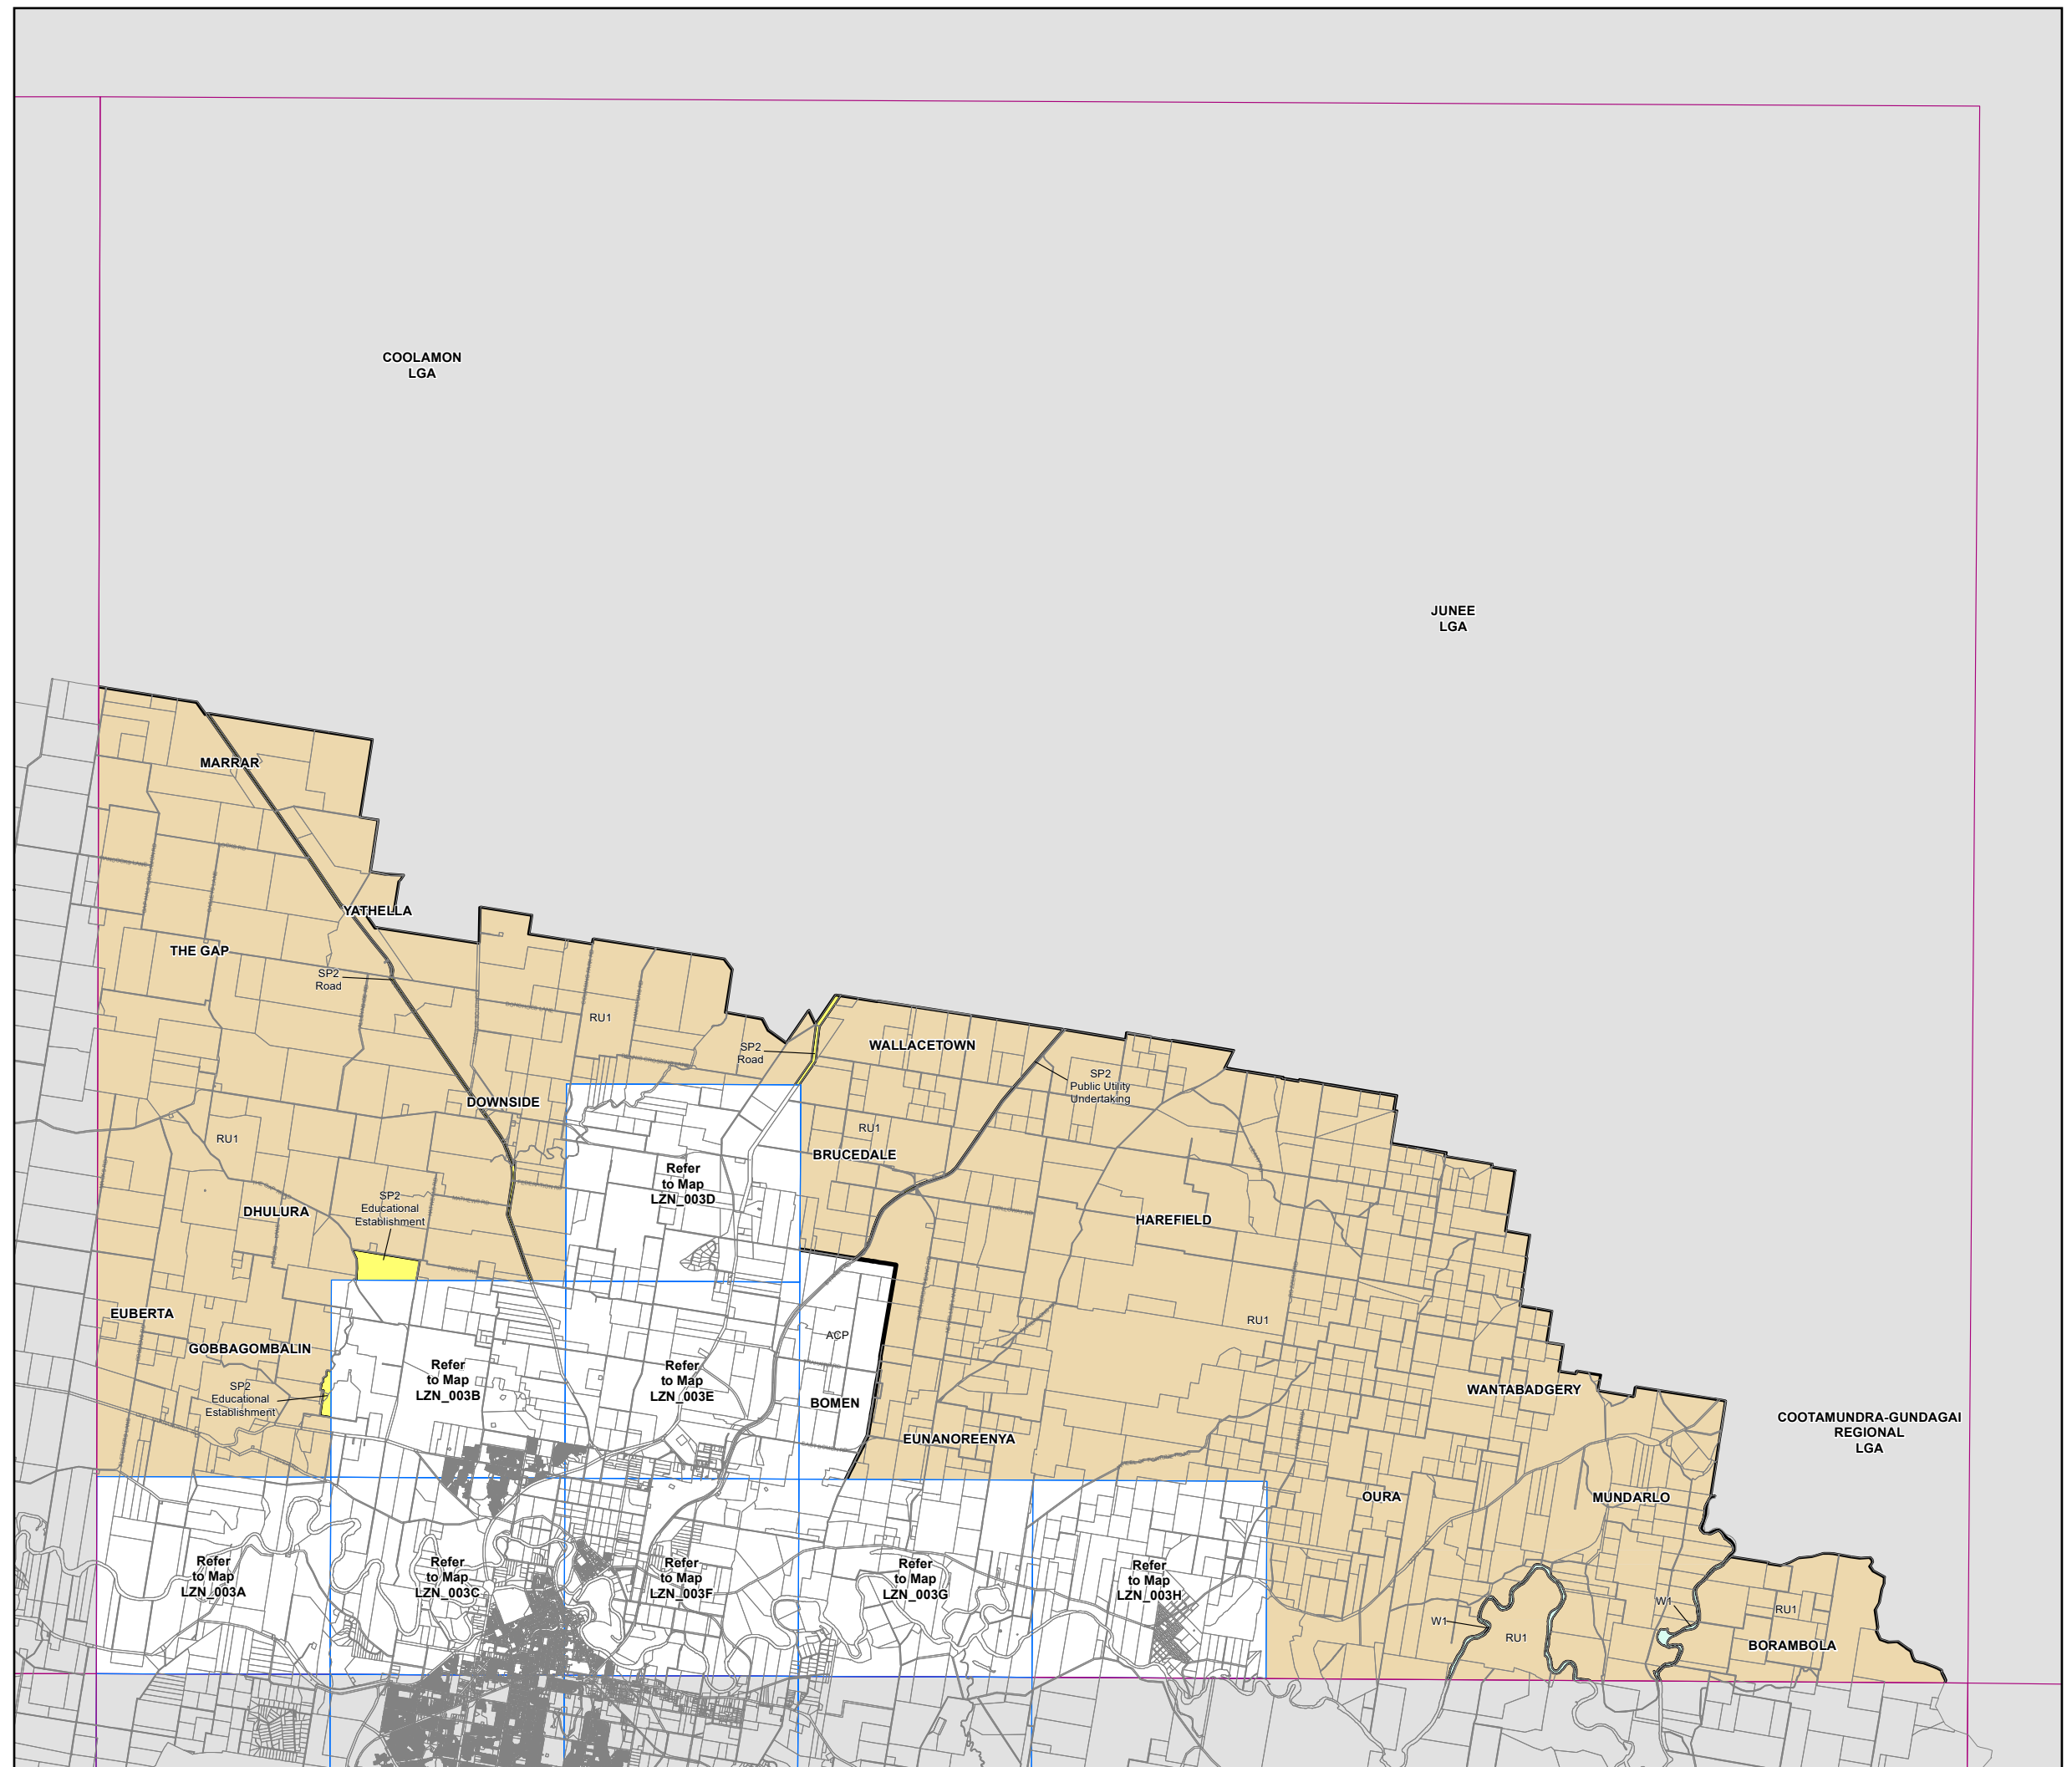 COOLAMON
LGA
JUNEE
LGA
MARRAR
YATHELLA
THE GAP
SP2
Road
RU1
SP2
Road
WALLACETOWN
SP2
Public Utility
Undertaking
DOWNSIDE
RU1
RU1
BRUCEDALE
Refer
to Map
LZN_003D
SP2
Educational
Establishment
DHULURA
HAREFIELD
EUBERTA
GOBBAGOMBALIN
SP2
Educational
Establishment
Refer
to Map
LZN_003B
Refer
to Map
LZN_003E
ACP
BOMEN
RU1
EUNANOREENYA
WANTABADGERY
COOTAMUNDRA-GUNDAGAI
REGIONAL
LGA
OURA
MUNDARLO
Refer
to Map
LZN_003A
Refer
to Map
LZN_003C
Refer
to Map
LZN_003F
Refer
to Map
LZN_003G
Refer
to Map
LZN_003H
W1
RU1
W1
RU1
BORAMBOLA